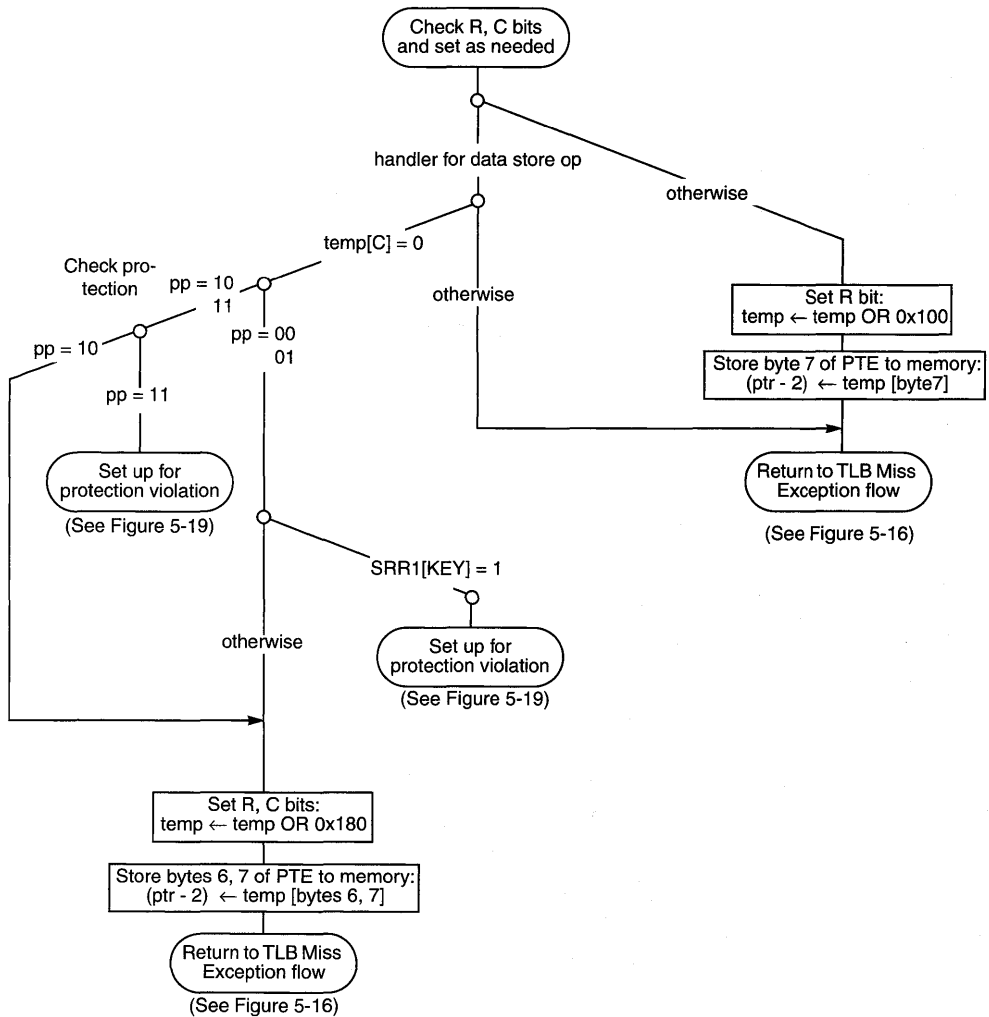 Check R, C bits
and set as needed
handler for data store op
otherwise
temp[C] = 0
Check pro-
tection
pp = 10
11
otherwise
pp = 00
01
pp = 10
pp = 11
Set R bit:
temp ← temp OR 0x100
Store byte 7 of PTE to memory:
(ptr - 2) ← temp [byte7]
Set up for
protection violation
(See Figure 5-19)
Return to TLB Miss
Exception flow
(See Figure 5-16)
SRR1[KEY] = 1
otherwise
Set up for
protection violation
(See Figure 5-19)
Set R, C bits:
temp ← temp OR 0x180
Store bytes 6, 7 of PTE to memory:
(ptr - 2) ← temp [bytes 6, 7]
Return to TLB Miss
Exception flow
(See Figure 5-16)